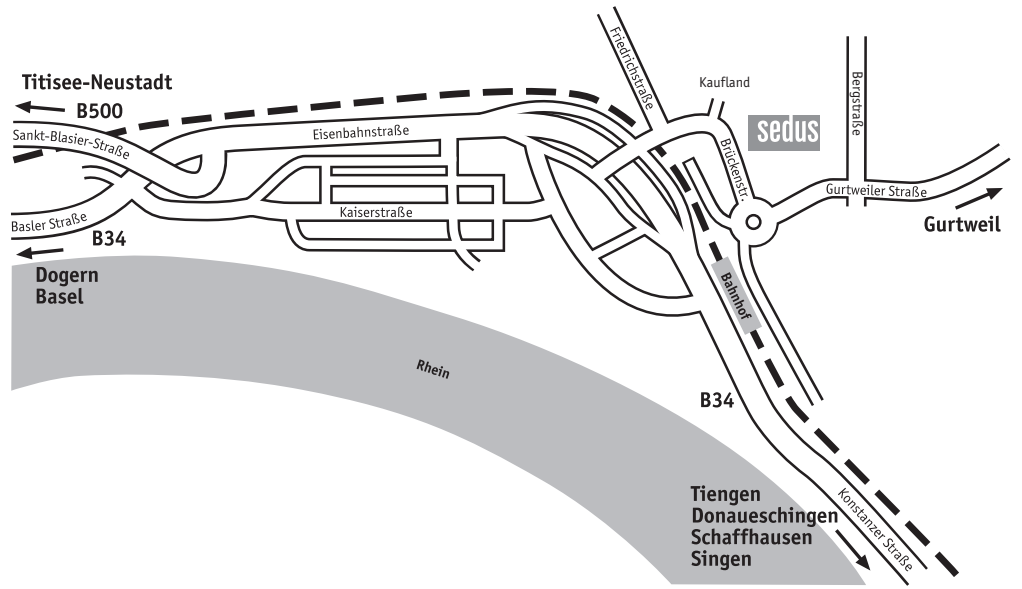 Friedrichstraße
Titisee-Neustadt
B500
Kaufland
Bergstraße
sedus
Sankt-Blasier-Straße
Eisenbahnstraße
Brückenstr.
Gurtweiler Straße
Kaiserstraße
Basler Straße
Gurtweil
B34
Dogern
Basel
Bahnhof
Rhein
B34
Tiengen
Donaueschingen
Schaffhausen
Singen
Konstanzer Straße